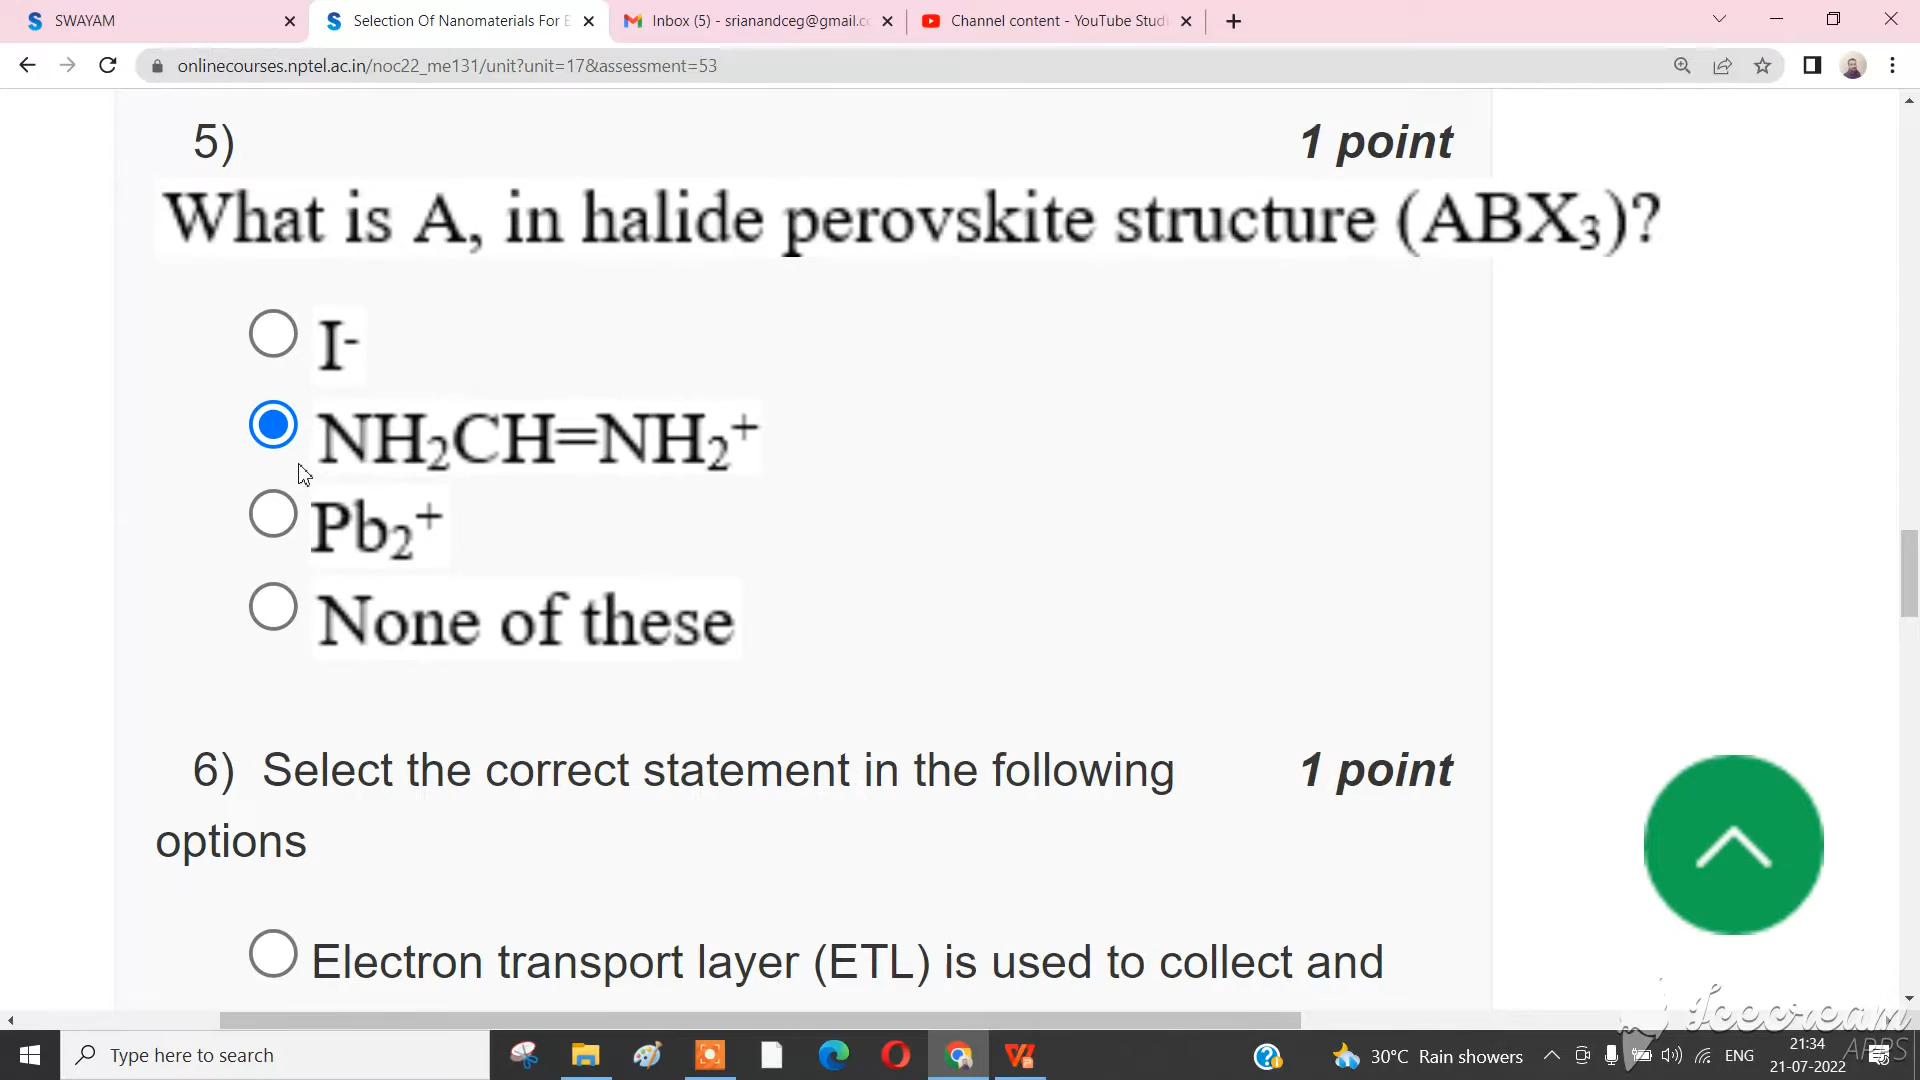 SWAYAM
Selection Of Nanomaterials For E
Inbox (5) - srianandceg@gmail.c
Channel content - YouTube Stud
onlinecourses.nptel.ac.in/noc22_me131/unit?unit=17&assessment=53
5) 1 point
What is A, in halide perovskite structure (ABX₃)?
I⁻
NH₂CH=NH₂⁺
Pb₂⁺
None of these
6) Select the correct statement in the following 1 point
options
Electron transport layer (ETL) is used to collect and
Icecream
APPS
Type here to search
30°C Rain showers
ENG
21:34
21-07-2022